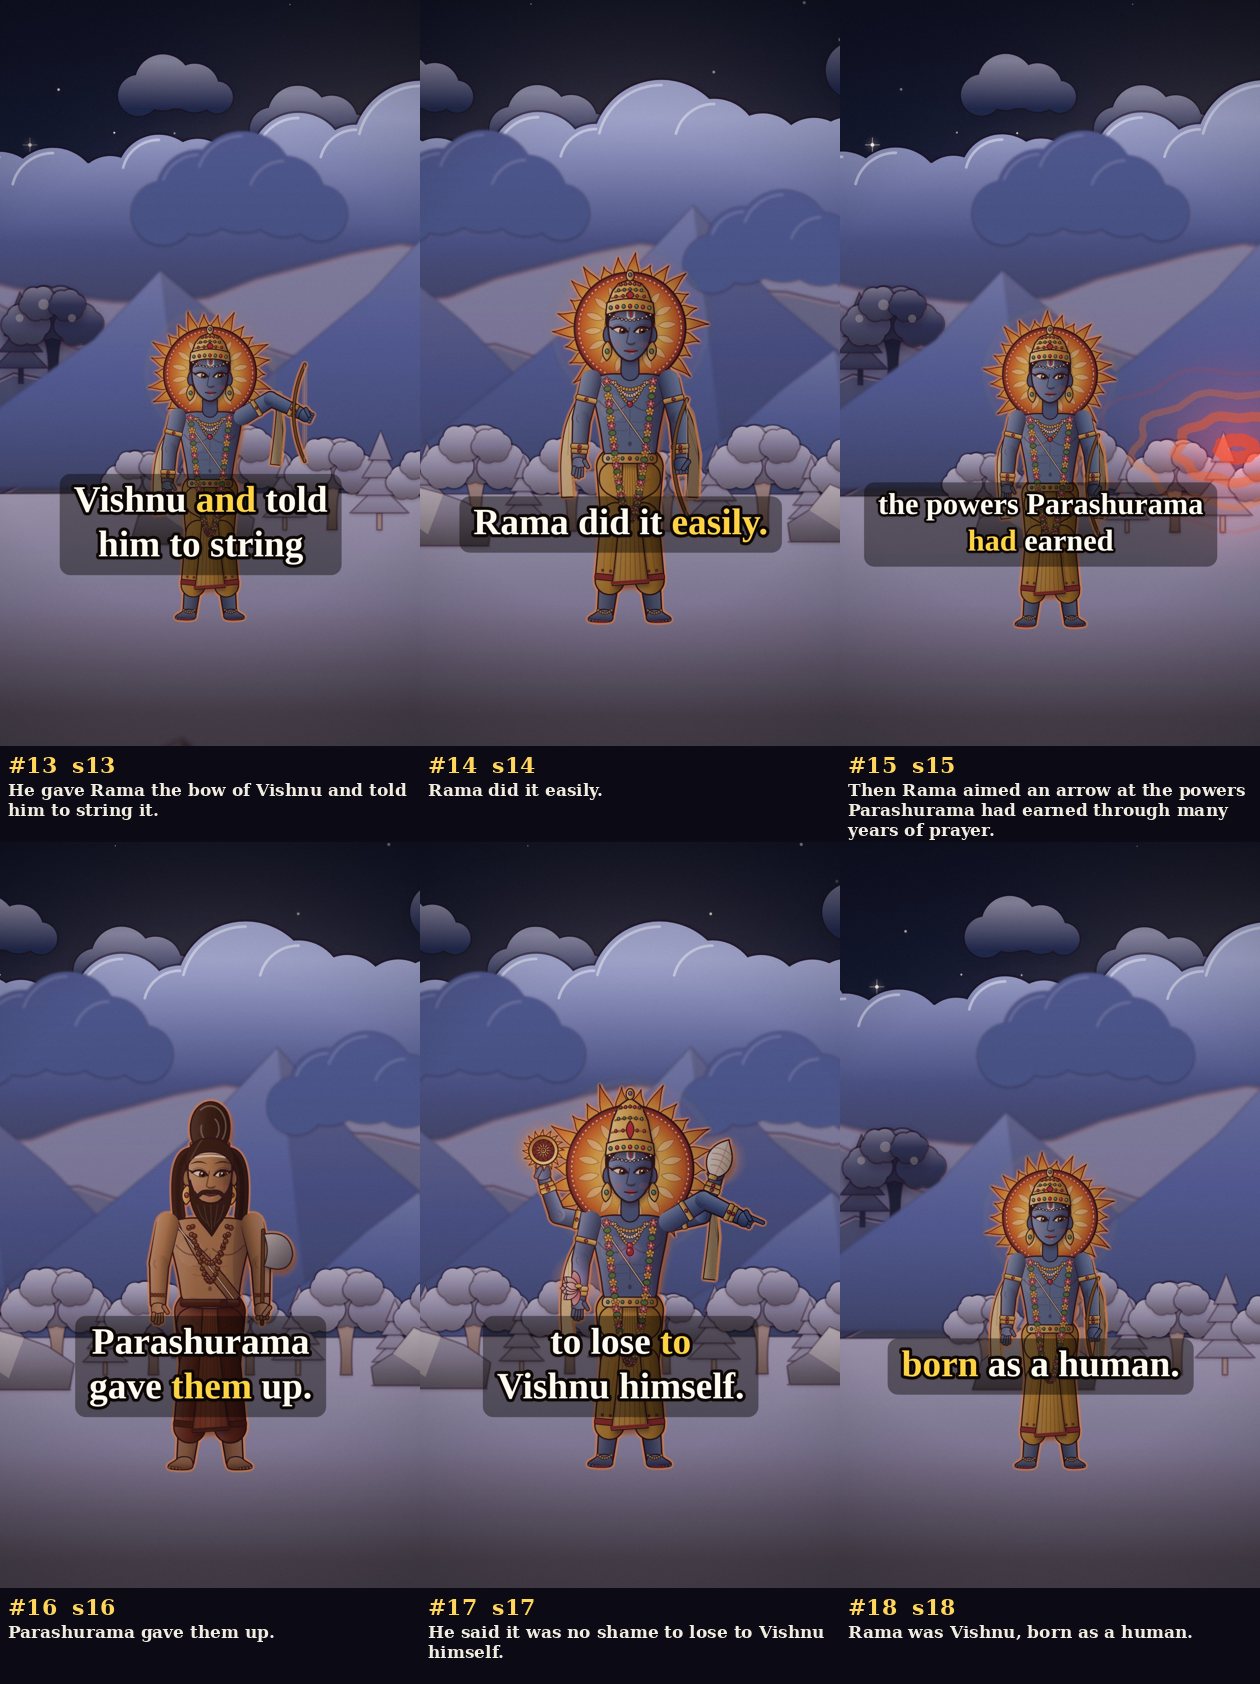 Vishnu and told
him to string
Rama did it easily.
the powers Parashurama
had earned
#13 s13
He gave Rama the bow of Vishnu and told
him to string it.
#14 s14
Rama did it easily.
#15 s15
Then Rama aimed an arrow at the powers
Parashurama had earned through many
years of prayer.
Parashurama
gave them up.
to lose to
Vishnu himself.
born as a human.
#16 s16
Parashurama gave them up.
#17 s17
He said it was no shame to lose to Vishnu
himself.
#18 s18
Rama was Vishnu, born as a human.